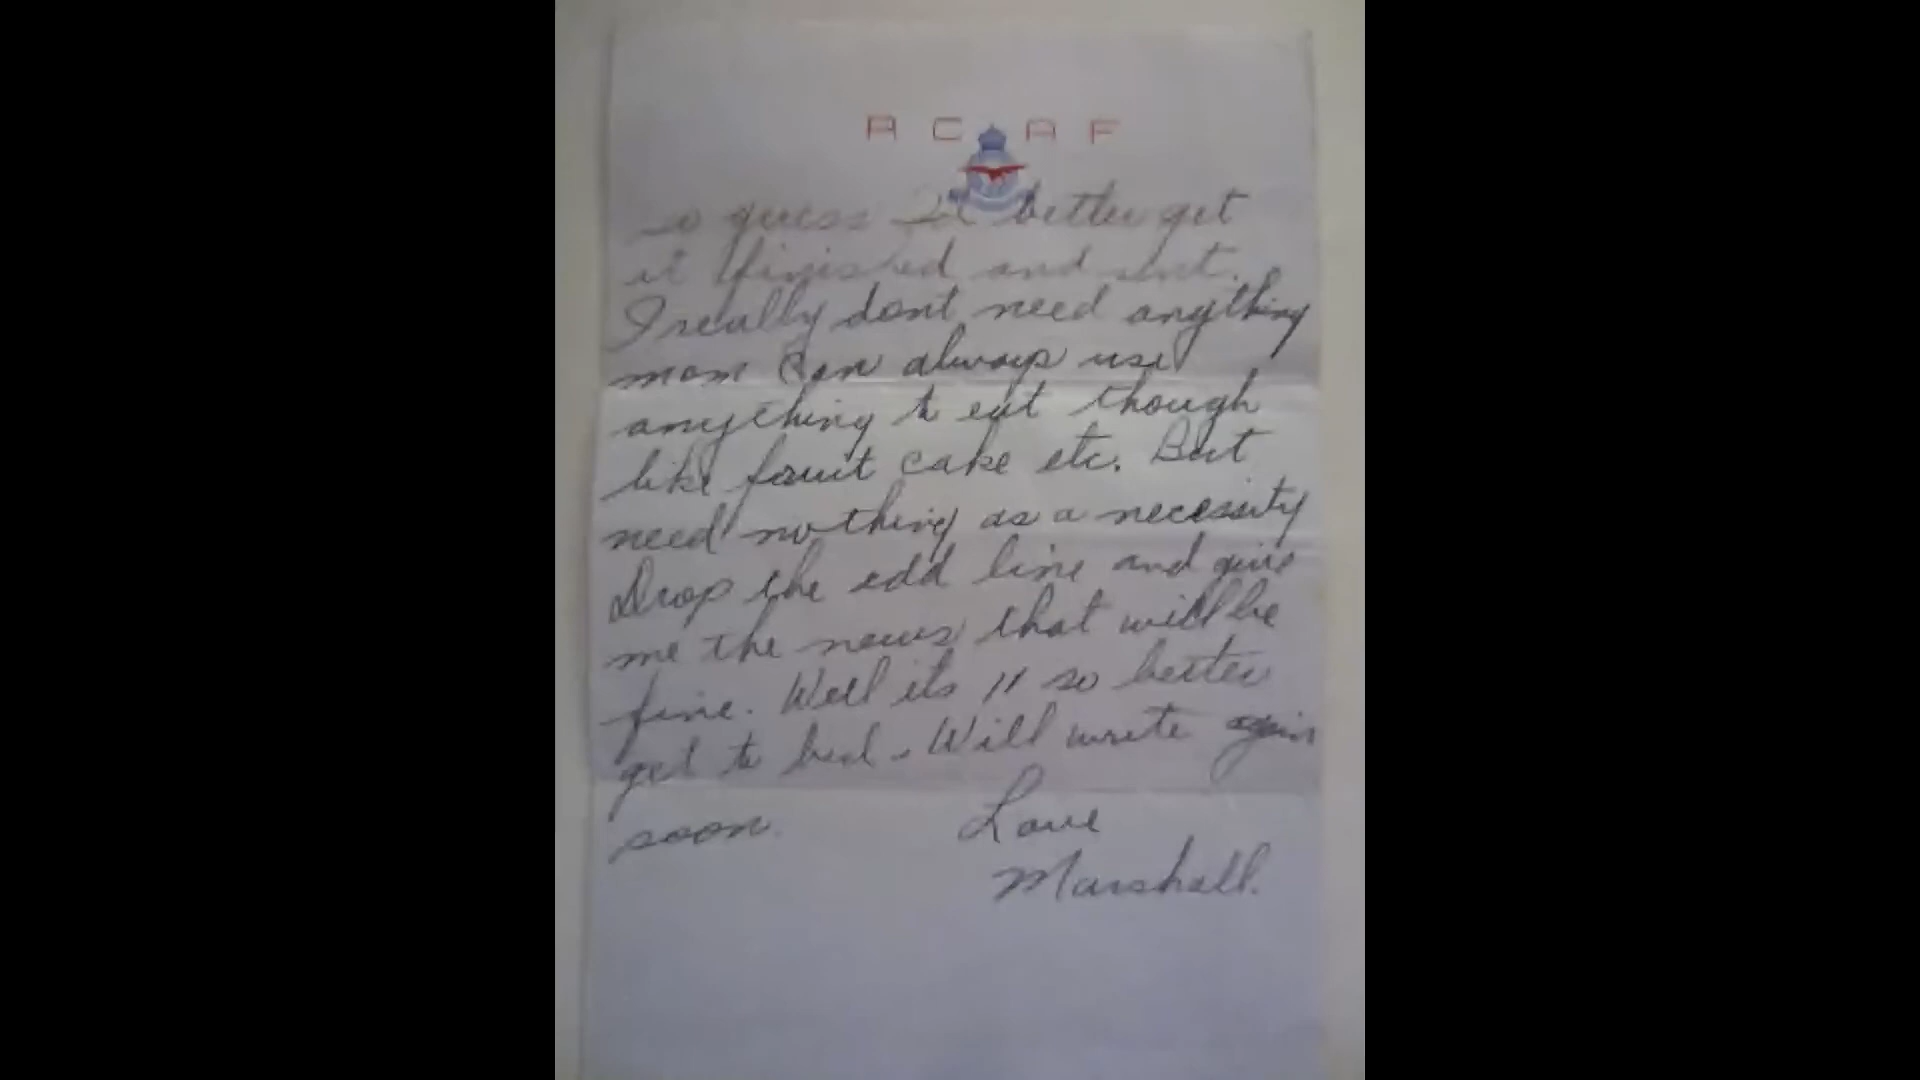 R C A F
so guess I'd better get
it finished and sent.
I really dont need anything
mom Can always use
anything to eat though
like fruit cake etc. But
need nothing as a necessity
Drop the odd line and give
me the news that will be
fine. Well its 11 so better
get to bed. Will write again
soon.
Love
Marshall.